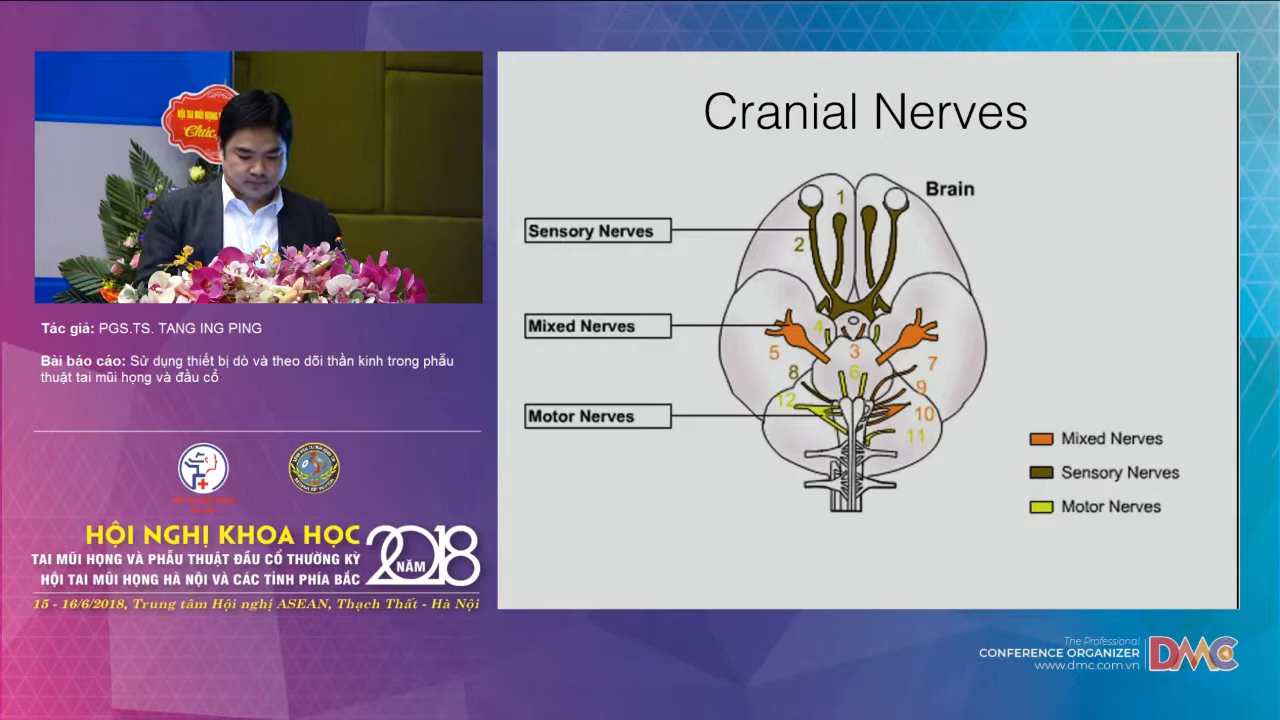 HỘI TAI MŨI HỌNG
Tác giả: PGS.TS. TANG ING PING
Bài báo cáo: Sử dụng thiết bị dò và theo dõi thần kinh trong phẫu
thuật tai mũi họng và đầu cổ
HỘI NGHỊ KHOA HỌC
TAI MŨI HỌNG VÀ PHẪU THUẬT ĐẦU CỔ THƯỜNG KỲ
HỘI TAI MŨI HỌNG HÀ NỘI VÀ CÁC TỈNH PHÍA BẮC
NĂM 2018
15 - 16/6/2018, Trung tâm Hội nghị ASEAN, Thạch Thất - Hà Nội
Cranial Nerves
Brain
1
Sensory Nerves
2
Mixed Nerves
4
3
5
7
8
6
9
12
10
Motor Nerves
11
Mixed Nerves
Sensory Nerves
Motor Nerves
The Professional
CONFERENCE ORGANIZER
www.dmc.com.vn
DMC